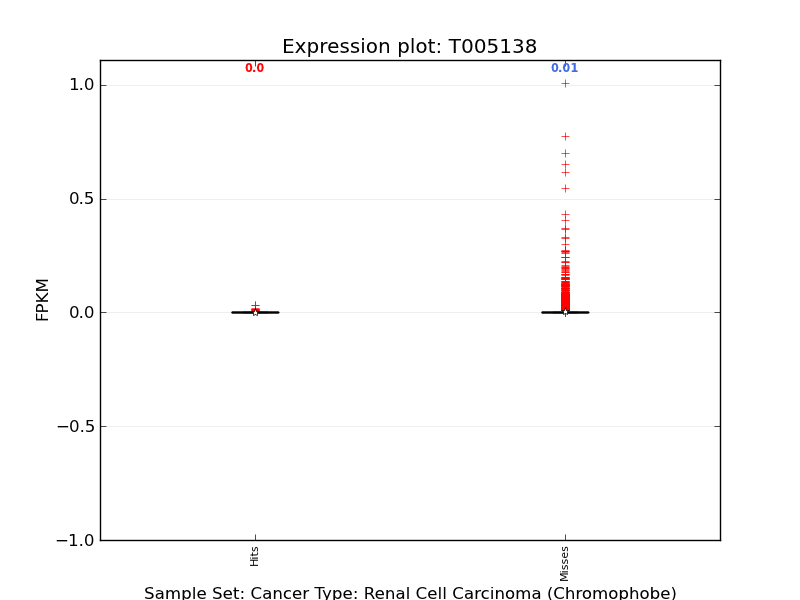 Expression plot: T005138
0.0
0.01
1.0
0.5
0.0
−0.5
−1.0
FPKM
Hits
Misses
Sample Set: Cancer Type: Renal Cell Carcinoma (Chromophobe)